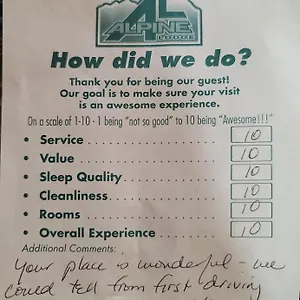 ALPINE
LODGE
How did we do?
Thank you for being our guest!
Our goal is to make sure your visit
is an awesome experience.
On a scale of 1-10 - 1 being "not so good" to 10 being "Awesome!!!"
• Service .................... 10
• Value ...................... 10
• Sleep Quality............. 10
• Cleanliness................ 10
• Rooms ..................... 10
• Overall Experience ....... 10
Additional Comments:
Your place is wonderful - we
could tell from first driving